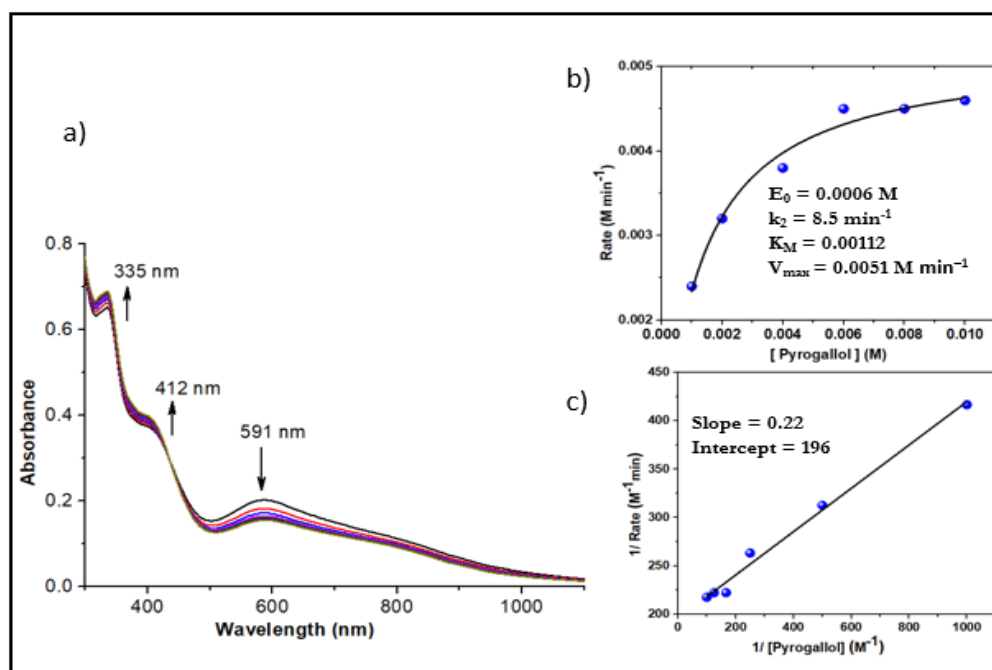 a)
335 nm
412 nm
591 nm
0.8
0.6
0.4
0.2
0.0
Absorbance
400
600
800
1000
Wavelength (nm)
b)
0.005
0.004
0.003
0.002
Rate (M min⁻¹)
E₀ = 0.0006 M
k₂ = 8.5 min⁻¹
K_M = 0.00112
V_max = 0.0051 M min⁻¹
0.000
0.002
0.004
0.006
0.008
0.010
[ Pyrogallol ] (M)
c)
450
400
350
300
250
200
1/ Rate (M⁻¹min)
Slope = 0.22
Intercept = 196
0
200
400
600
800
1000
1/ [Pyrogallol] (M⁻¹)